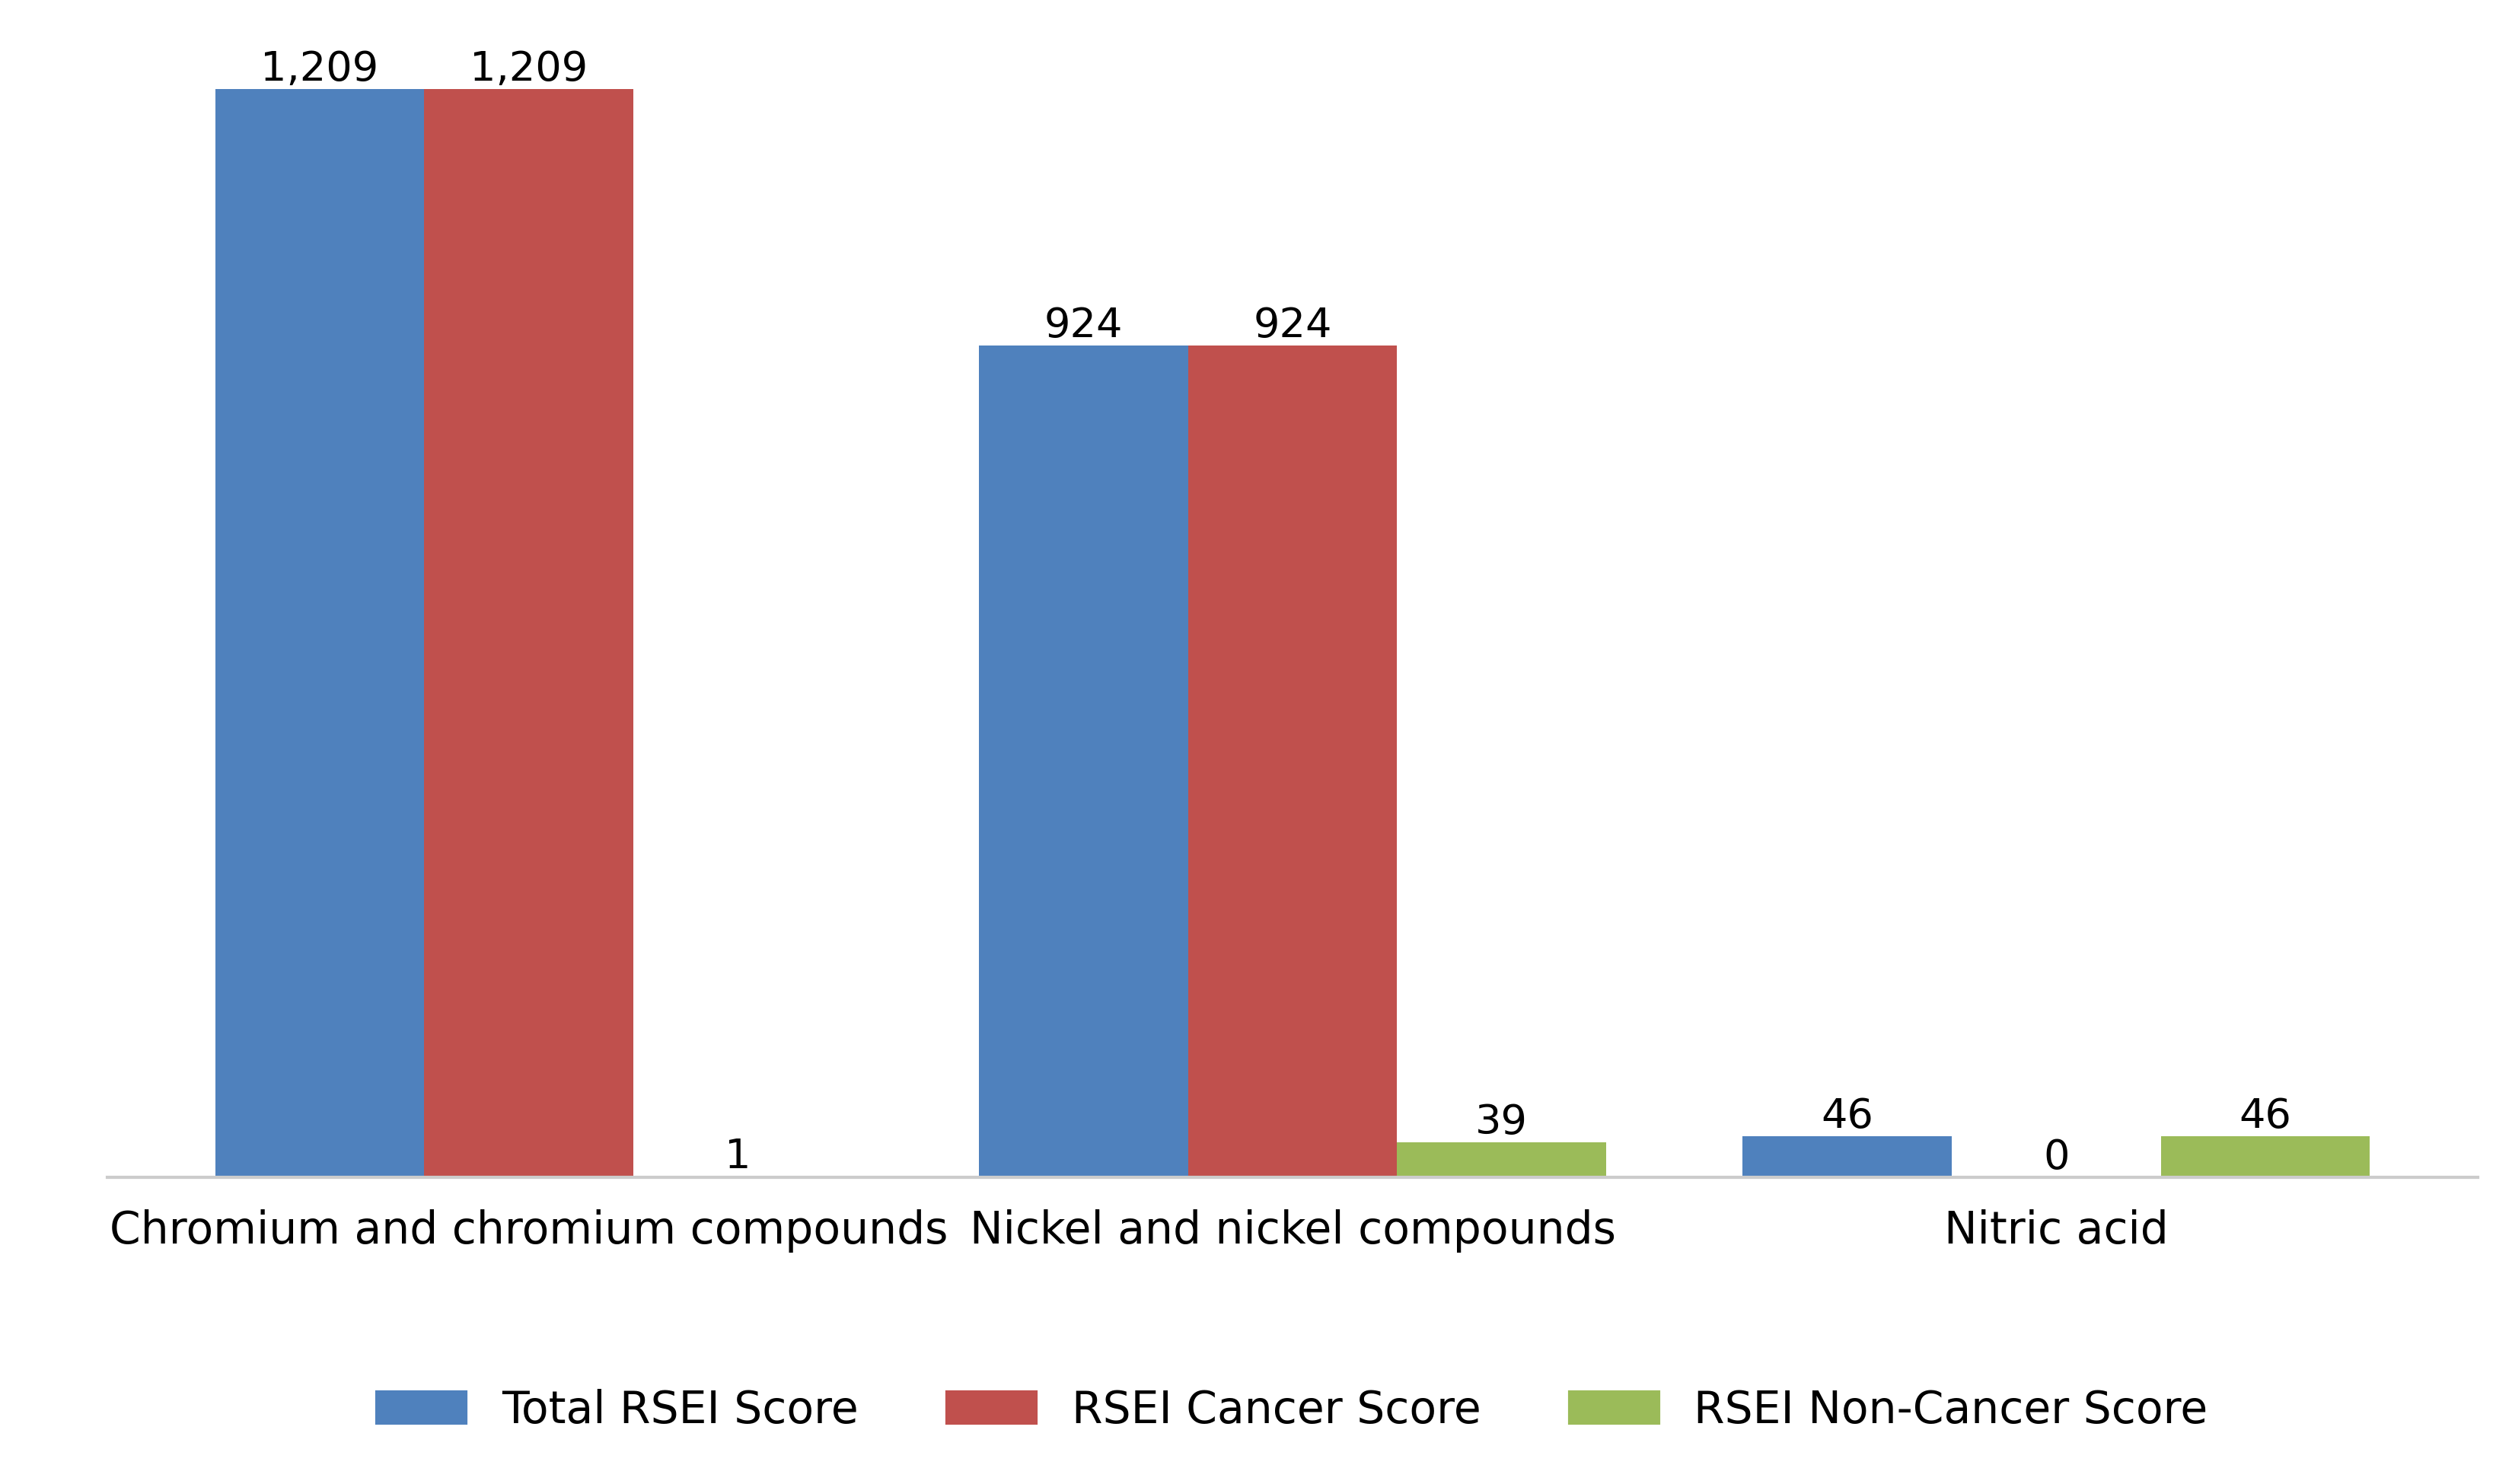 1,209 1,209
924 924
39
46 46
1 0
Chromium and chromium compounds Nickel and nickel compounds Nitric acid
Total RSEI Score RSEI Cancer Score RSEI Non-Cancer Score